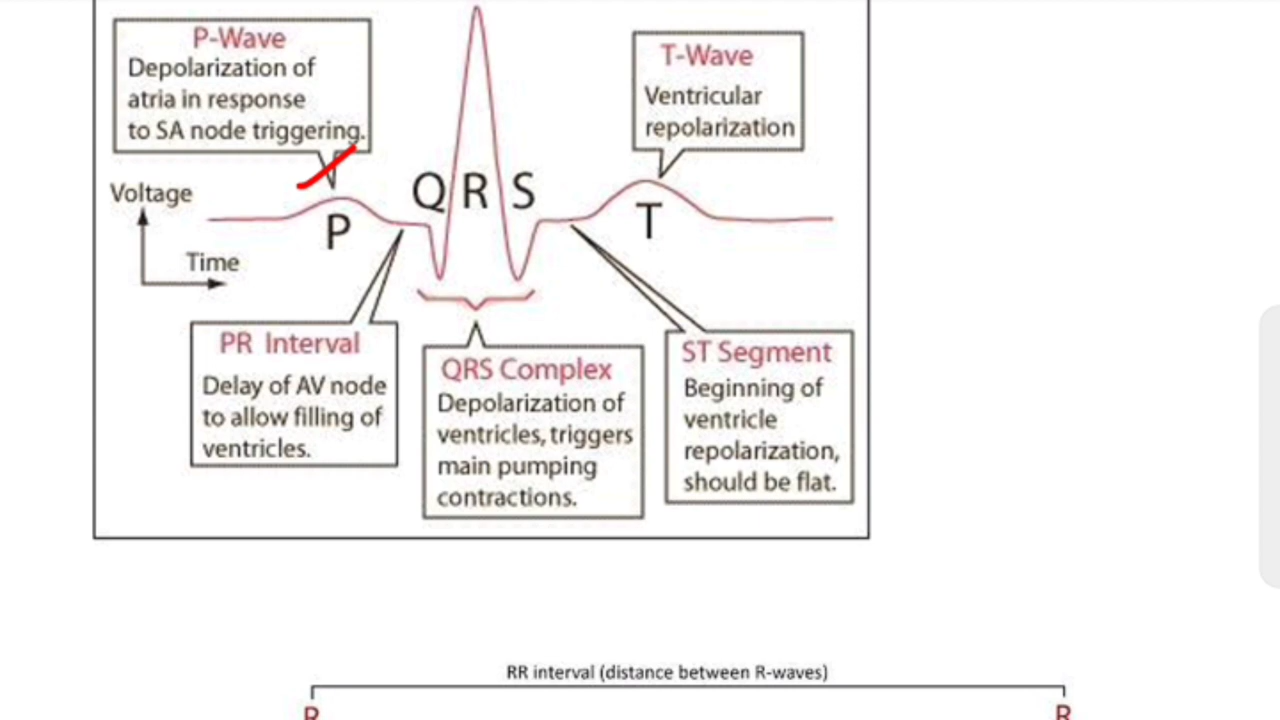 P-Wave
Depolarization of
atria in response
to SA node triggering.
T-Wave
Ventricular
repolarization
Voltage
Time
P
Q R S
T
PR Interval
Delay of AV node
to allow filling of
ventricles.
QRS Complex
Depolarization of
ventricles, triggers
main pumping
contractions.
ST Segment
Beginning of
ventricle
repolarization,
should be flat.
RR interval (distance between R-waves)
R R